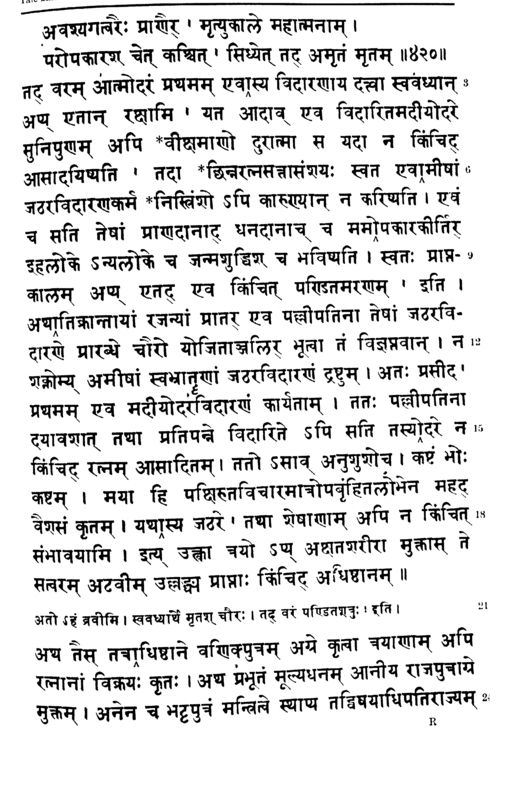 अवश्यगत्वरैः प्राणैर् ' मृत्युकाले महात्मनाम् ।
परोपकारश् चेत् कश्चित् ' सिध्येत् तद् अमृतं मृतम् ॥४२०॥
तद् वरम् आत्मोदरं प्रथमम् एवास्य विदारणाय दत्त्वा स्ववध्यान् 3
अप्य् एतान् रक्षामि ' यत आदाव् एव विदारितमदीयोदरे
सुनिपुणम् अपि *वीक्षमाणो दुरात्मा स यदा न किंचिद्
आसादयिष्यति ' तदा *छिन्नरत्नसत्तासंशयः स्वत एवामीषां 6
जठरविदारणकर्म *निस्त्रिंशो ऽपि कारुण्यान् न करिष्यति । एवं
च सति तेषां प्राणदानाद् धनदानाच् च ममोपकारकीर्तिर्
इहलोके ऽन्यलोके च जन्मशुद्धिश् च भविष्यति । स्वतः प्राप्त- 9
कालम् अप्य् एतद् एव किंचित् पण्डितमरणम् ' इति ।
अथातिक्रान्तायां रजन्यां प्रातर् एव पल्लीपतिना तेषां जठरवि-
दारणे प्रारब्धे चौरो योजिताञ्जलिर् भूत्वा तं विज्ञप्तवान् । न 12
शक्नोम्य् अमीषां स्वभ्रातॄणां जठरविदारणं द्रष्टुम् । अतः प्रसीद '
प्रथमम् एव मदीयोदरविदारणं कार्यताम् । ततः पल्लीपतिना
दयावशात् तथा प्रतिपन्ने विदारिते ऽपि सति तस्योदरे न 15
किंचिद् रत्नम् आसादितम् । ततो ऽसाव् अनुशुशोच । कष्टं भोः
कष्टम् । मया हि पक्षिरुतविचारमात्रोपबृंहितलोभेन महद्
वैशसं कृतम् । यथास्य जठरे ' तथा शेषाणाम् अपि न किंचित् 18
संभावयामि । इत्य् उक्त्वा त्रयो ऽप्य् अक्षतशरीरा मुक्तास् ते
सत्वरम् अटवीम् उल्लङ्घ्य प्राप्ताः किंचिद् अधिष्ठानम् ॥
अतो ऽहं ब्रवीमि । स्ववध्यार्थे मृतश् चौरः । तद् वरं पण्डितशत्रुः ' इति । 21
अथ तैस् तत्राधिष्ठाने वणिक्पुत्रम् अग्रे कृत्वा त्रयाणाम् अपि
रत्नानां विक्रयः कृतः । अथ प्रभूतं मूल्यधनम् आनीय राजपुत्राग्रे
मुक्तम् । अनेन च भट्टपुत्रं मन्त्रित्वे स्थाप्य तद्विषयाधिपतिराज्यम्
R